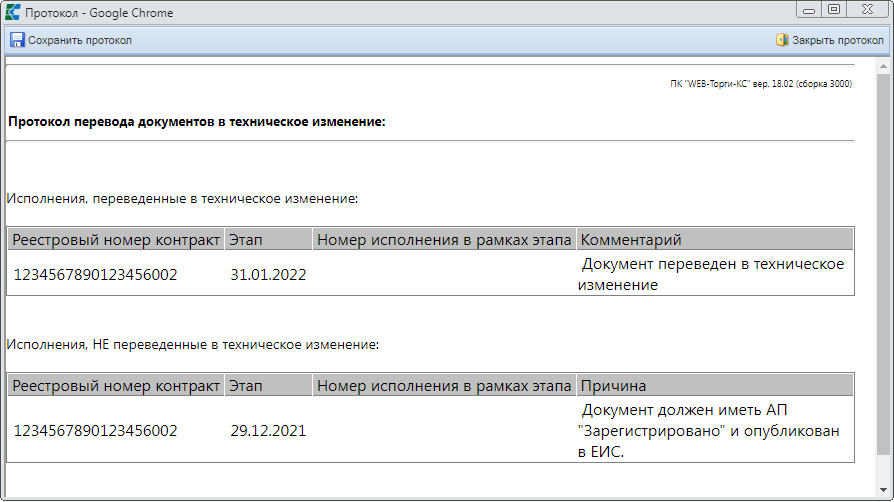 Протокол - Google Chrome
Сохранить протокол Закрыть протокол
ПК "WEB-Торги-КС" вер. 18.02 (сборка 3000)
Протокол перевода документов в техническое изменение:
Исполнения, переведенные в техническое изменение:
Реестровый номер контракт Этап Номер исполнения в рамках этапа Комментарий
1234567890123456002 31.01.2022 Документ переведен в техническое
изменение
Исполнения, НЕ переведенные в техническое изменение:
Реестровый номер контракт Этап Номер исполнения в рамках этапа Причина
1234567890123456002 29.12.2021 Документ должен иметь АП
"Зарегистрировано" и опубликован
в ЕИС.